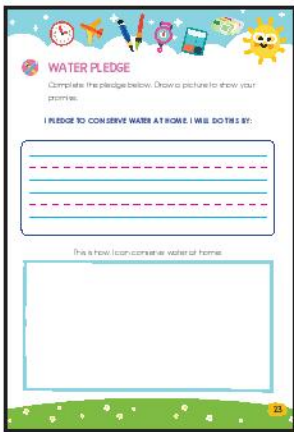 WATER PLEDGE
Complete the pledge below. Draw a picture to show your
promise.
I PLEDGE TO CONSERVE WATER AT HOME. I WILL DO THIS BY:
This is how I can conserve water at home.
23